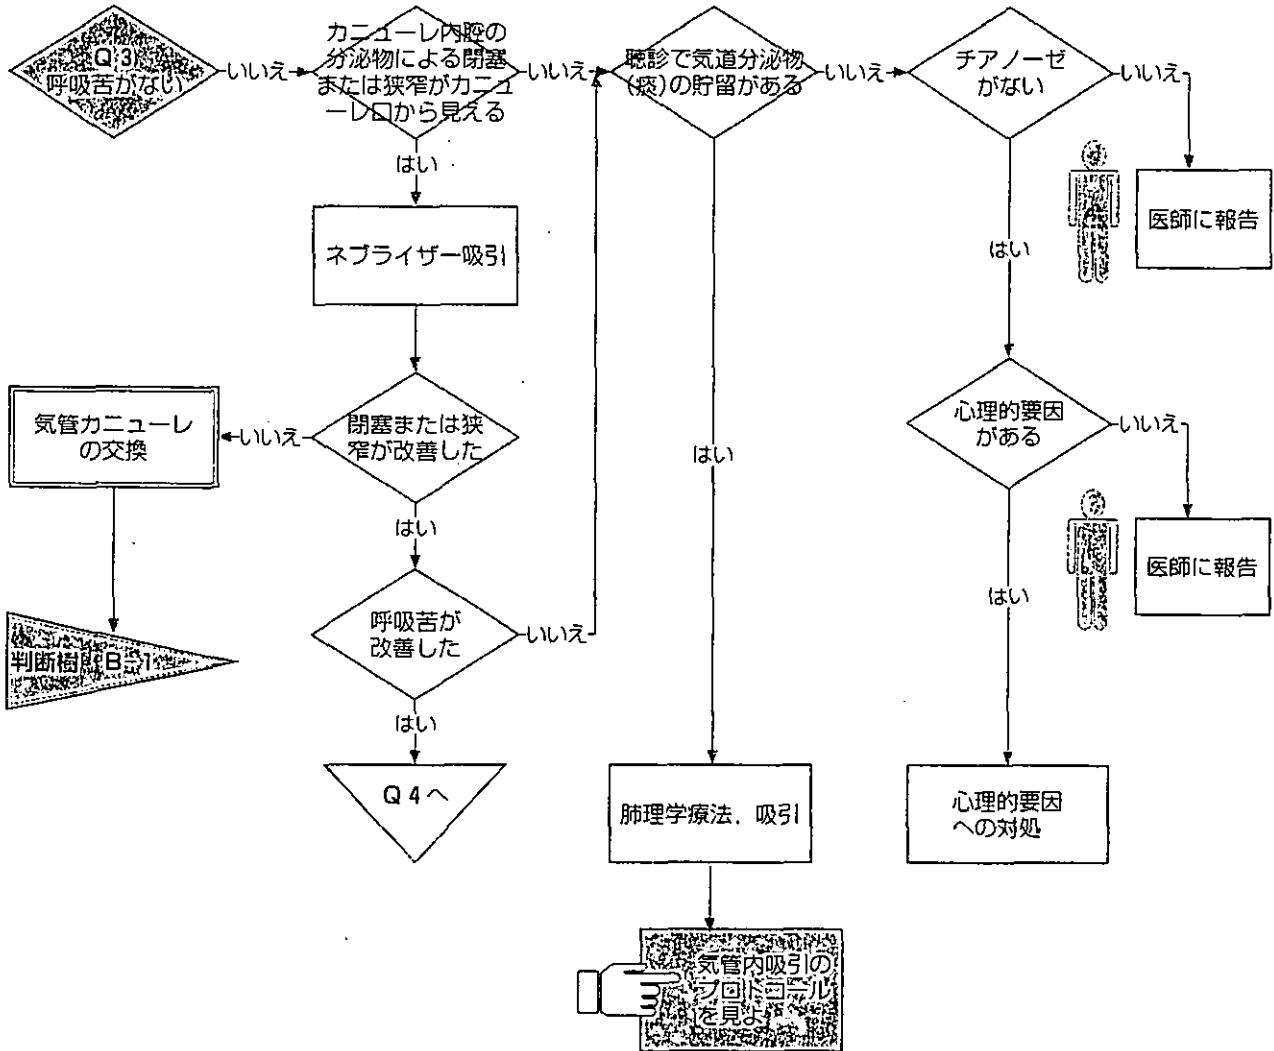 Q3
呼吸苦がない
いいえ
カニューレ内腔の
分泌物による閉塞
または狭窄がカニュ
ーレ口から見える
いいえ
聴診で気道分泌物
(痰)の貯留がある
いいえ
チアノーゼ
がない
いいえ
はい
ネブライザー吸引
医師に報告
はい
気管カニューレ
の交換
いいえ
閉塞または狭
窄が改善した
はい
心理的要因
がある
いいえ
はい
医師に報告
判断樹 B-1
呼吸苦が
改善した
いいえ
はい
はい
Q4へ
肺理学療法，吸引
心理的要因
への対処
気管内吸引の
プロトコール
を見よ